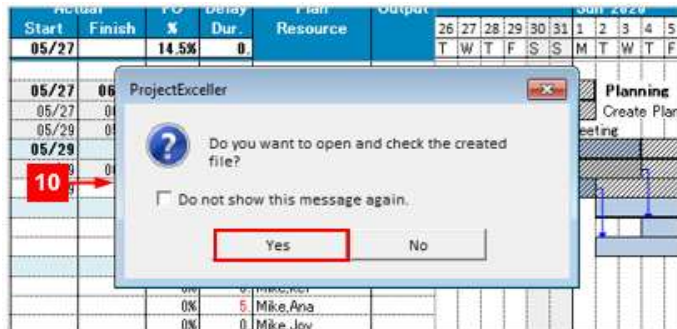 Actual PC Delay Plan Output Jun 2020
Start Finish % Dur. Resource 26 27 28 29 30 31 1 2 3 4 5
05/27 14.5% 0. T W T F S S M T W T F
05/27 06 ProjectExceller Planning
05/27 Create Plan
05/29 eeting
05/29
Do you want to open and check the created
file?
10
Do not show this message again.
Yes No
0%
0% 5. Mike,Ana
0% 0. Mike,Joy